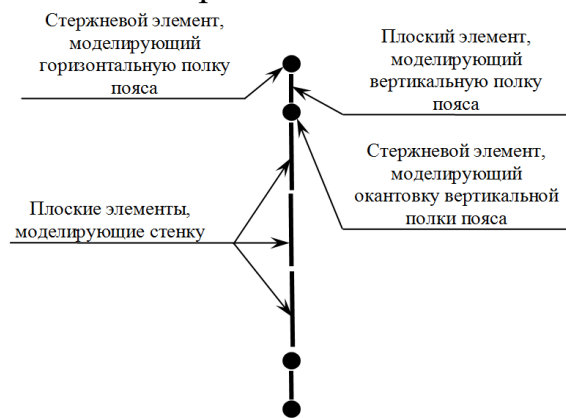 Стержневой элемент,
моделирующий
горизонтальную полку
пояса
Плоский элемент,
моделирующий
вертикальную полку
пояса
Стержневой элемент,
моделирующий
окантовку вертикальной
полки пояса
Плоские элементы,
моделирующие стенку